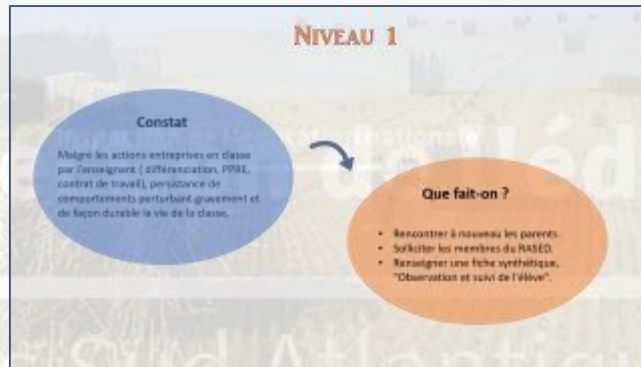 NIVEAU 1
Constat
Malgré les actions entreprises en classe
par l'enseignant ( différenciation, PPRE,
contrat de travail), persistance de
comportements perturbant gravement et
de façon durable la vie de la classe.
Que fait-on ?
• Rencontrer à nouveau les parents.
• Solliciter les membres du RASED.
• Renseigner une fiche synthétique,
"Observation et suivi de l'élève".
Sud Atlantiqu